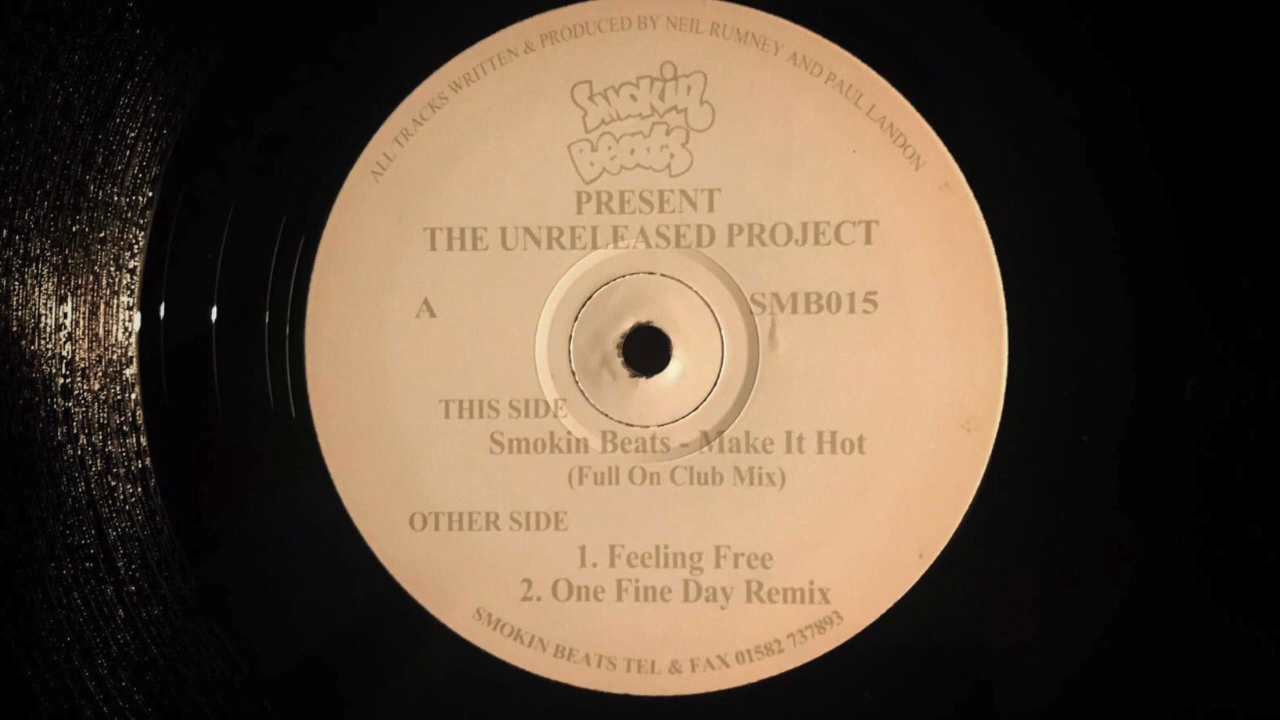 ALL TRACKS WRITTEN & PRODUCED BY NEIL RUMNEY AND PAUL LANDON
Smokin
Beats
PRESENT
THE UNRELEASED PROJECT
A
SMB015
THIS SIDE
Smokin Beats - Make It Hot
(Full On Club Mix)
OTHER SIDE
1. Feeling Free
2. One Fine Day Remix
SMOKIN BEATS TEL & FAX 01582 737893